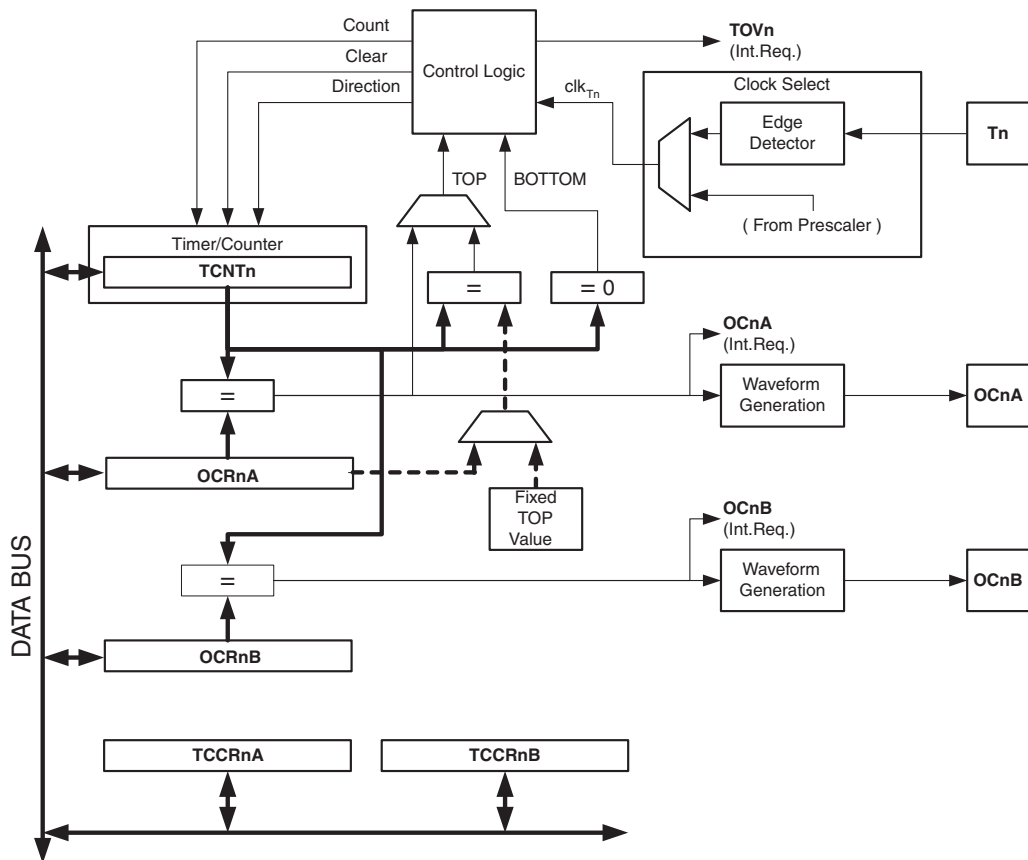 Count
Clear
Direction
Control Logic
TOVn
(Int.Req.)
clkTn
Clock Select
Edge
Detector
Tn
( From Prescaler )
TOP
BOTTOM
Timer/Counter
TCNTn
=
= 0
OCnA
(Int.Req.)
=
Waveform
Generation
OCnA
OCRnA
Fixed
TOP
Value
OCnB
(Int.Req.)
=
Waveform
Generation
OCnB
OCRnB
DATA BUS
TCCRnA
TCCRnB